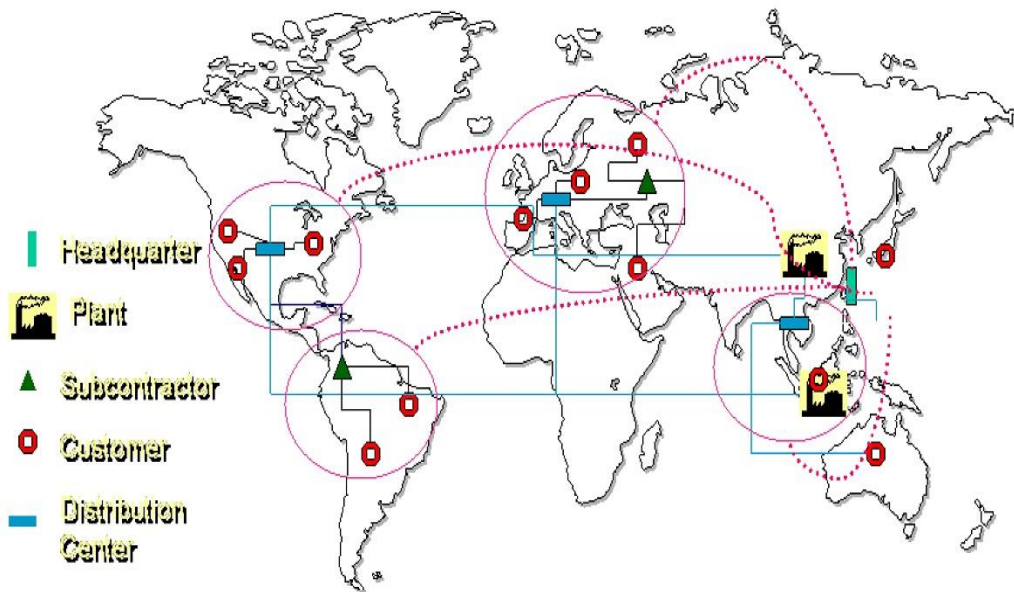 Headquarter
Plant
Subcontractor
Customer
Distribution
Center